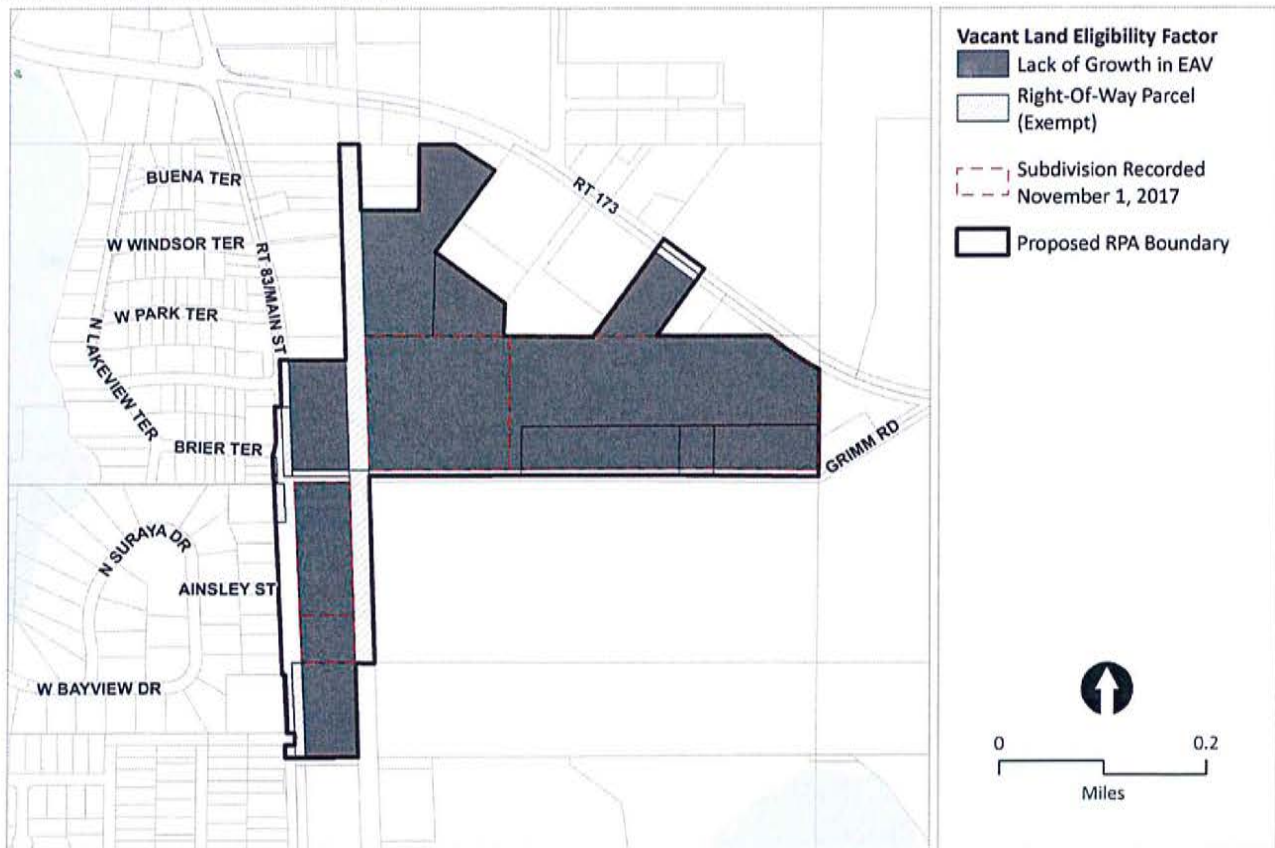 Vacant Land Eligibility Factor
Lack of Growth in EAV
Right-Of-Way Parcel
(Exempt)
Subdivision Recorded
November 1, 2017
Proposed RPA Boundary
BUENA TER
RT 173
W WINDSOR TER
RT 83/MAIN ST
W PARK TER
N LAKEVIEW TER
BRIER TER
GRIMM RD
N SURAYA DR
AINSLEY ST
W BAYVIEW DR
0 0.2
Miles